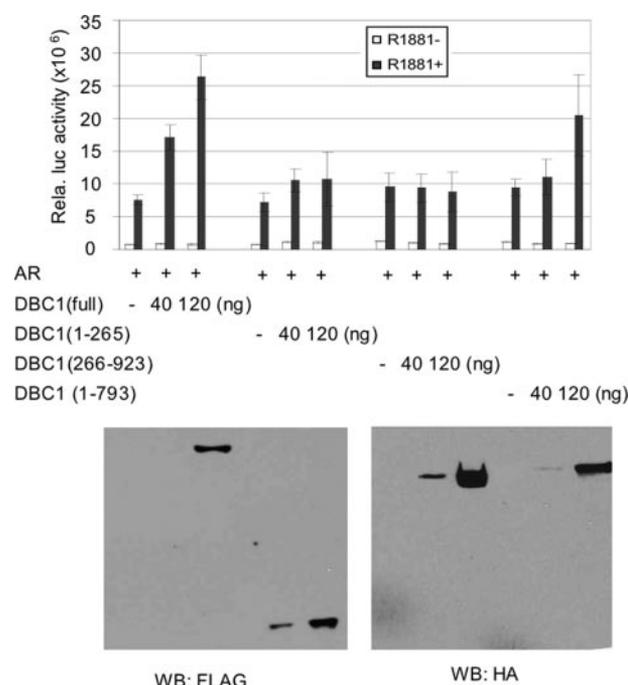 Rela. luc activity (x10 6)
35
30
25
20
15
10
5
0
R1881-
R1881+
AR + + + + + + + + + + + +
DBC1(full) - 40 120 (ng)
DBC1(1-265) - 40 120 (ng)
DBC1(266-923) - 40 120 (ng)
DBC1 (1-793) - 40 120 (ng)
WB: FLAG WB: HA